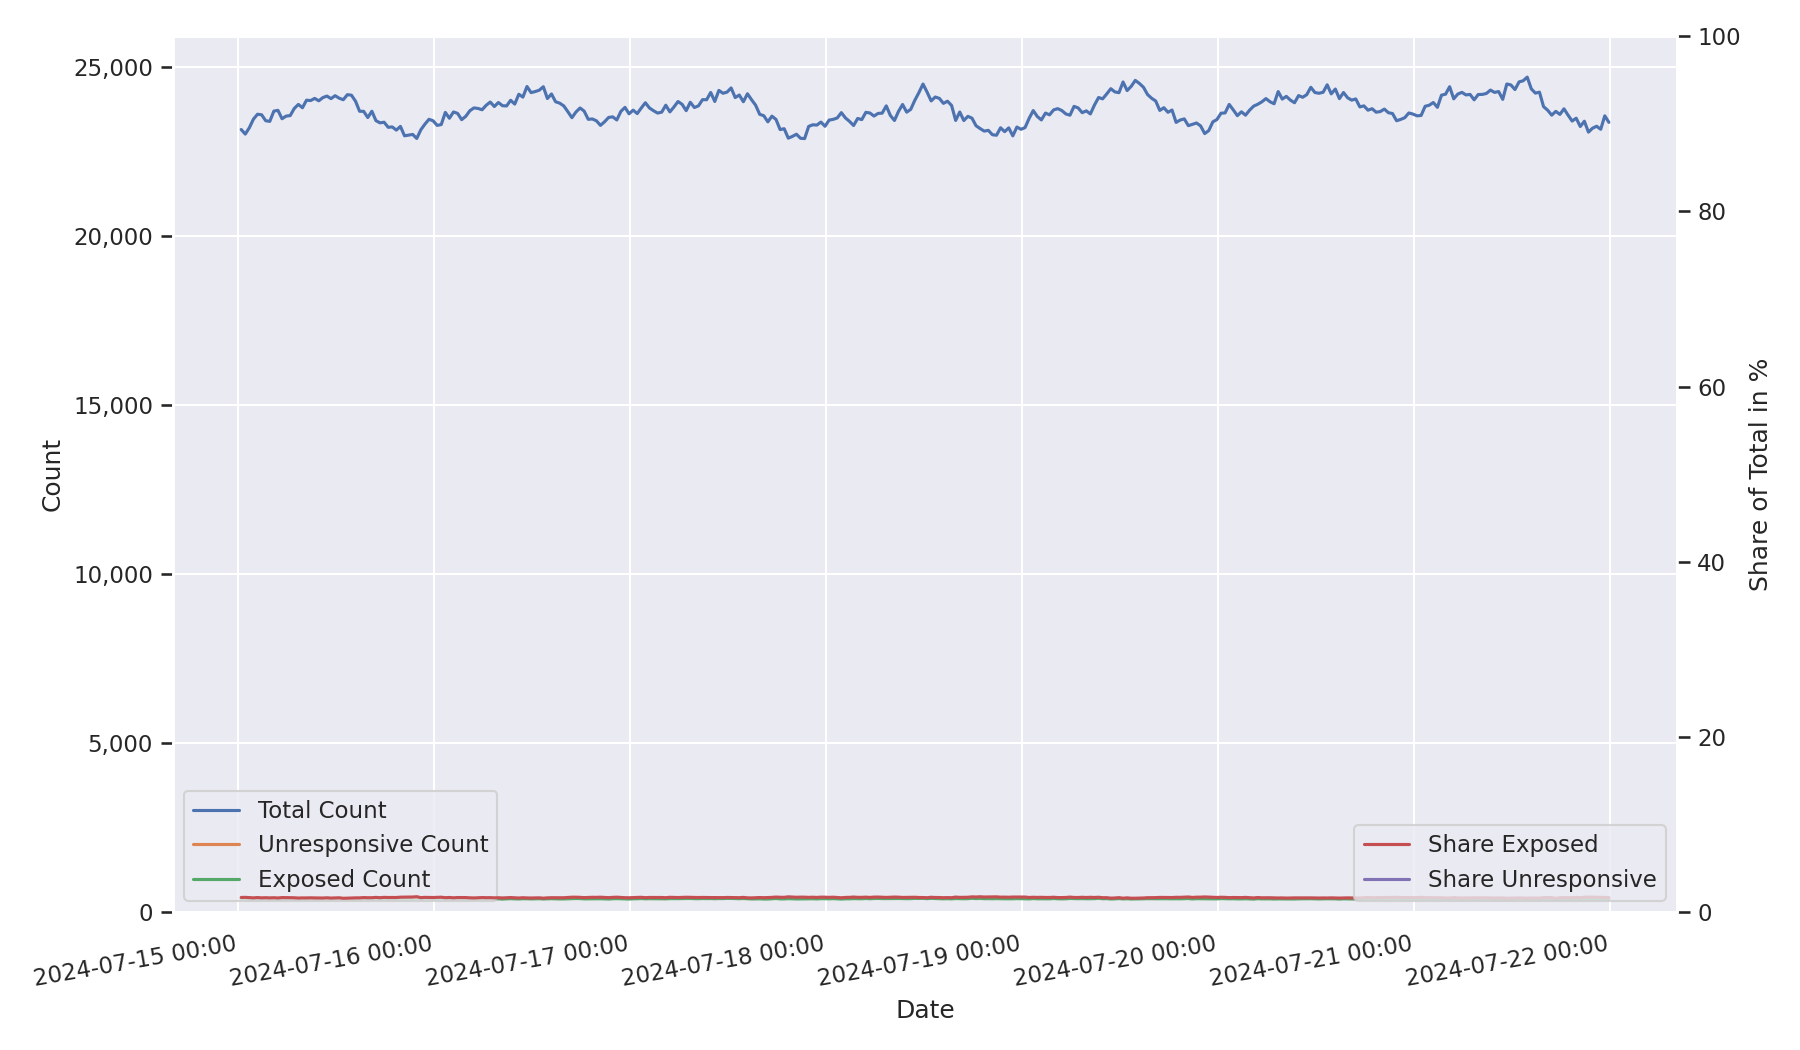 25,000
20,000
15,000
10,000
5,000
0
Count
100
80
60
40
20
0
Share of Total in %
Total Count
Unresponsive Count
Exposed Count
Share Exposed
Share Unresponsive
2024-07-15 00:00
2024-07-16 00:00
2024-07-17 00:00
2024-07-18 00:00
2024-07-19 00:00
2024-07-20 00:00
2024-07-21 00:00
2024-07-22 00:00
Date